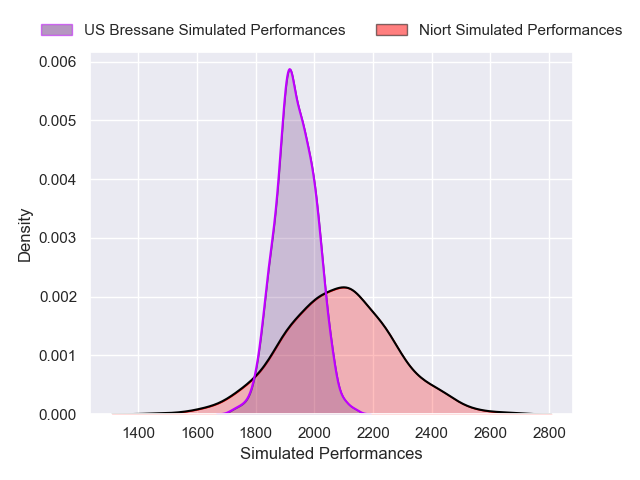 US Bressane Simulated Performances Niort Simulated Performances
0.006
0.005
0.004
0.003
0.002
0.001
0.000
Density
1400 1600 1800 2000 2200 2400 2600 2800
Simulated Performances